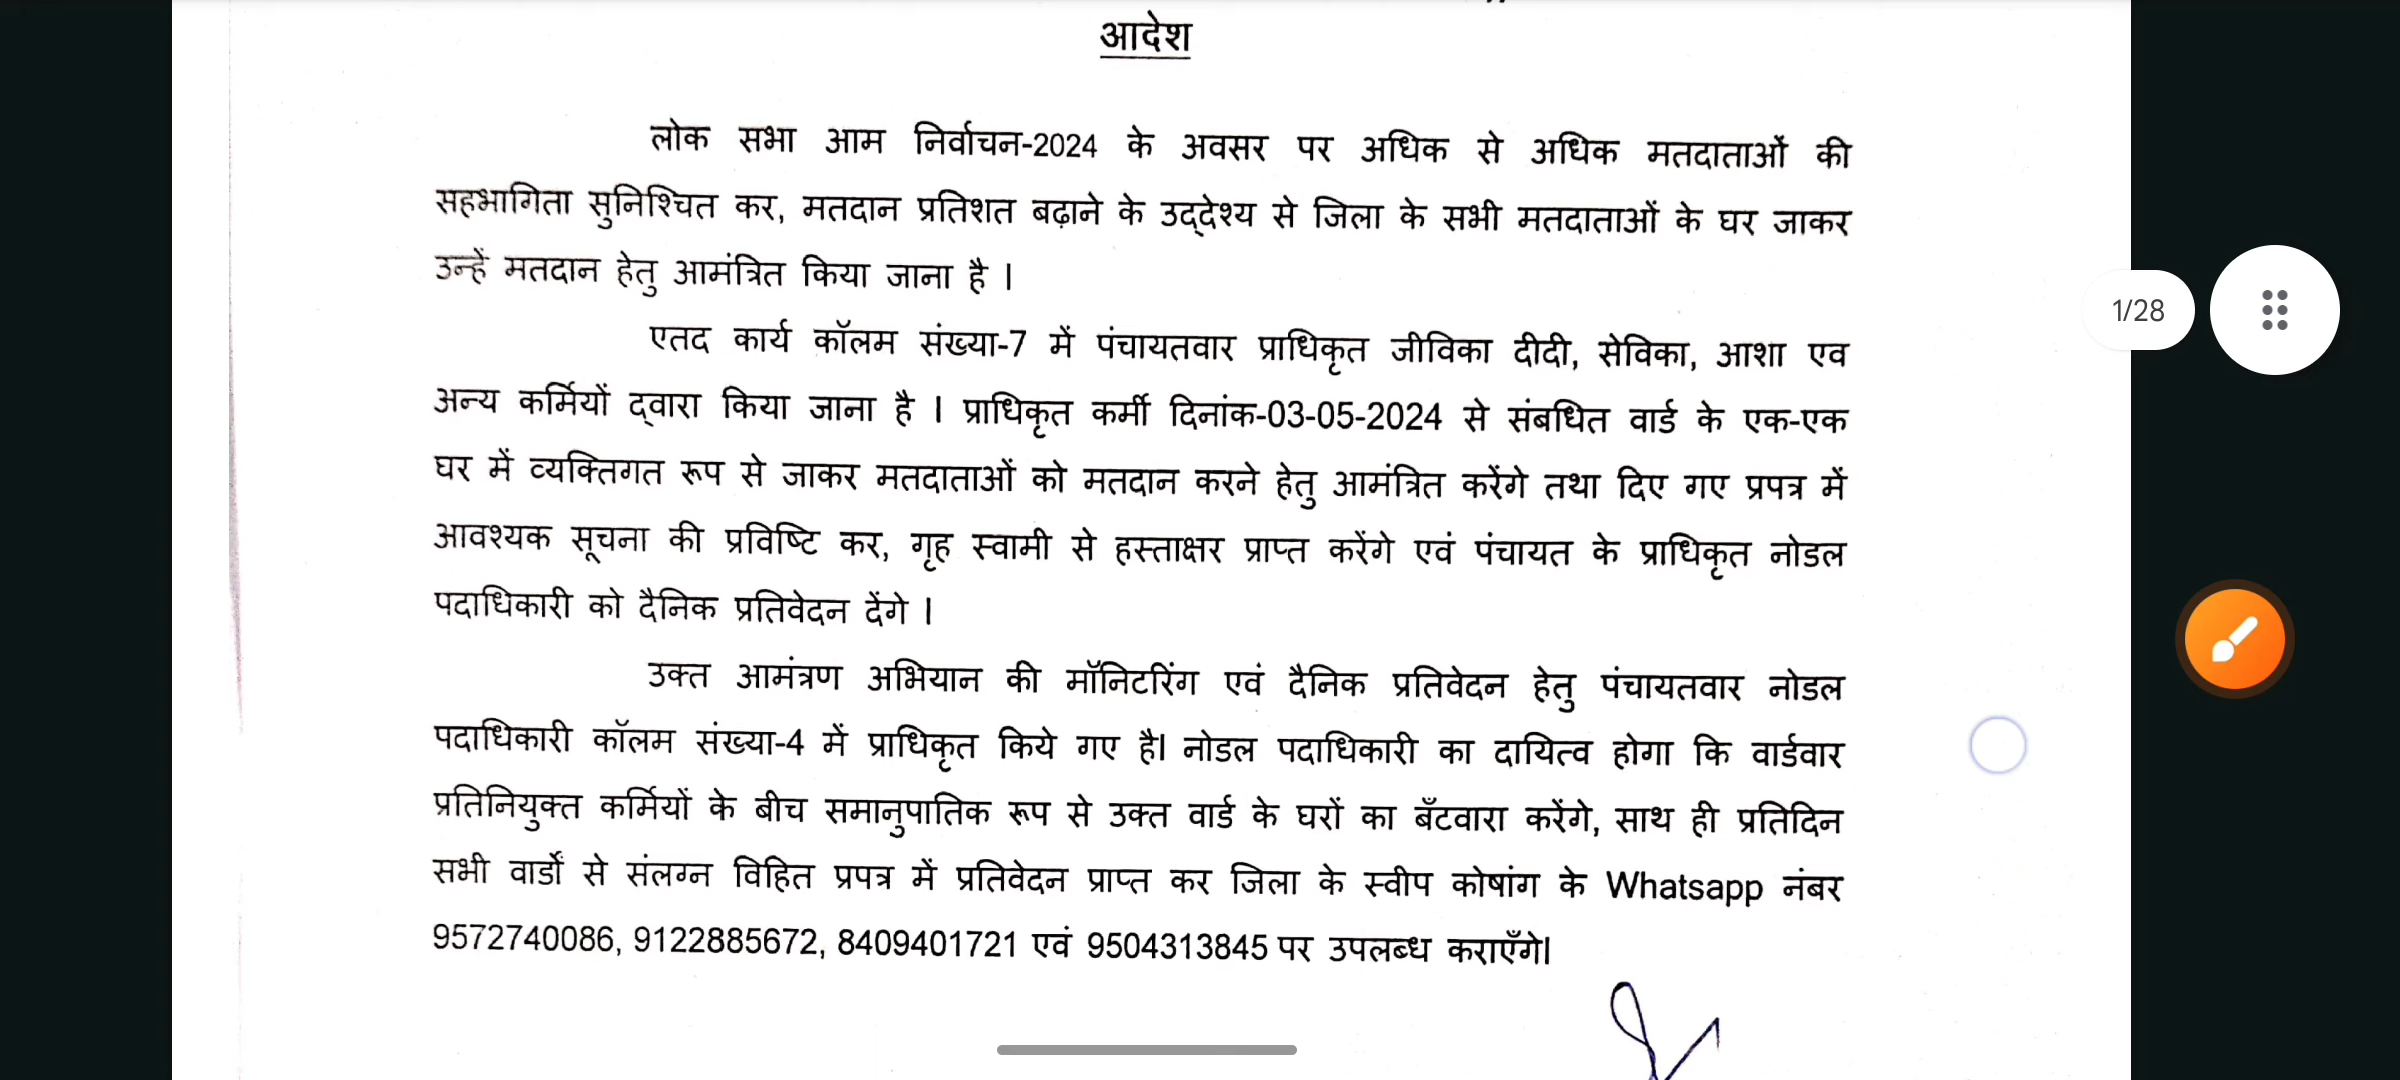 आदेश
लोक सभा आम निर्वाचन-2024 के अवसर पर अधिक से अधिक मतदाताओं की
सहभागिता सुनिश्चित कर, मतदान प्रतिशत बढ़ाने के उद्देश्य से जिला के सभी मतदाताओं के घर जाकर
उन्हें मतदान हेतु आमंत्रित किया जाना है ।
एतद कार्य कॉलम संख्या-7 में पंचायतवार प्राधिकृत जीविका दीदी, सेविका, आशा एव
अन्य कर्मियों द्वारा किया जाना है । प्राधिकृत कर्मी दिनांक-03-05-2024 से संबधित वार्ड के एक-एक
घर में व्यक्तिगत रूप से जाकर मतदाताओं को मतदान करने हेतु आमंत्रित करेंगे तथा दिए गए प्रपत्र में
आवश्यक सूचना की प्रविष्टि कर, गृह स्वामी से हस्ताक्षर प्राप्त करेंगे एवं पंचायत के प्राधिकृत नोडल
पदाधिकारी को दैनिक प्रतिवेदन देंगे ।
उक्त आमंत्रण अभियान की मॉनिटरिंग एवं दैनिक प्रतिवेदन हेतु पंचायतवार नोडल
पदाधिकारी कॉलम संख्या-4 में प्राधिकृत किये गए है। नोडल पदाधिकारी का दायित्व होगा कि वार्डवार
प्रतिनियुक्त कर्मियों के बीच समानुपातिक रूप से उक्त वार्ड के घरों का बँटवारा करेंगे, साथ ही प्रतिदिन
सभी वार्डों से संलग्न विहित प्रपत्र में प्रतिवेदन प्राप्त कर जिला के स्वीप कोषांग के Whatsapp नंबर
9572740086, 9122885672, 8409401721 एवं 9504313845 पर उपलब्ध कराएँगे।
1/28